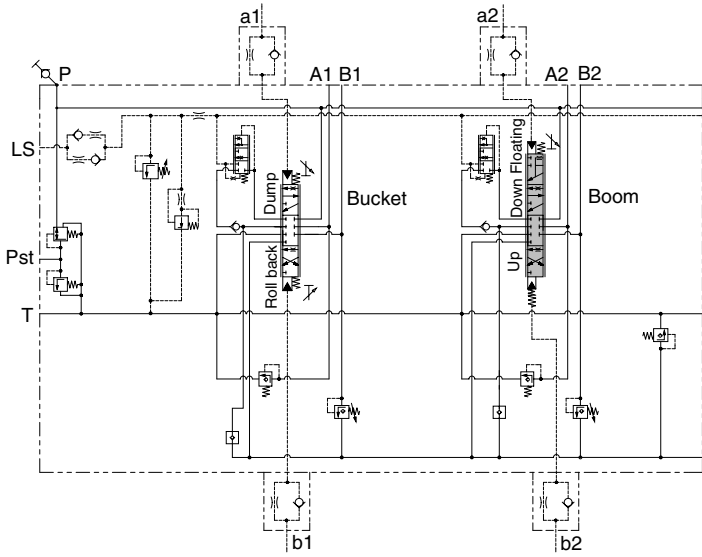 a1
a2
P
A1
B1
A2
B2
LS
Dump
Bucket
Down Floating
Boom
Pst
Roll back
Up
T
b1
b2